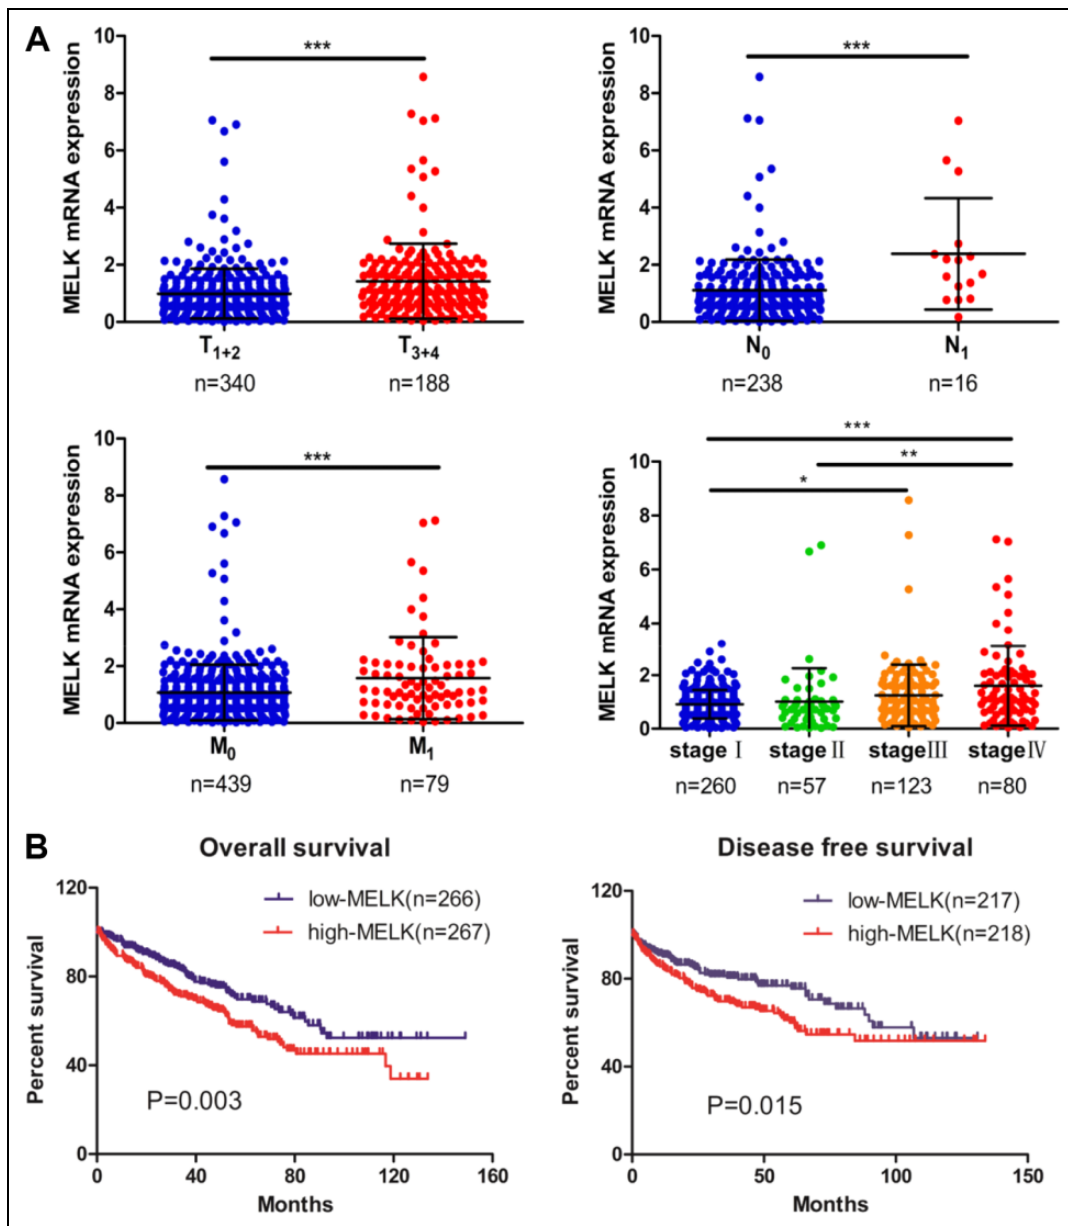 A
MELK mRNA expression
10
8
6
4
2
0
***
T1+2
T3+4
n=340
n=188
MELK mRNA expression
10
8
6
4
2
0
***
N0
N1
n=238
n=16
MELK mRNA expression
10
8
6
4
2
0
***
M0
M1
n=439
n=79
MELK mRNA expression
10
8
6
4
2
0
***
**
*
stage Ⅰ
stage Ⅱ
stageⅢ
stageⅣ
n=260
n=57
n=123
n=80
B
Overall survival
Percent survival
120
80
40
0
low-MELK(n=266)
high-MELK(n=267)
P=0.003
0
40
80
120
160
Months
Disease free survival
Percent survival
120
80
40
0
low-MELK(n=217)
high-MELK(n=218)
P=0.015
0
50
100
150
Months